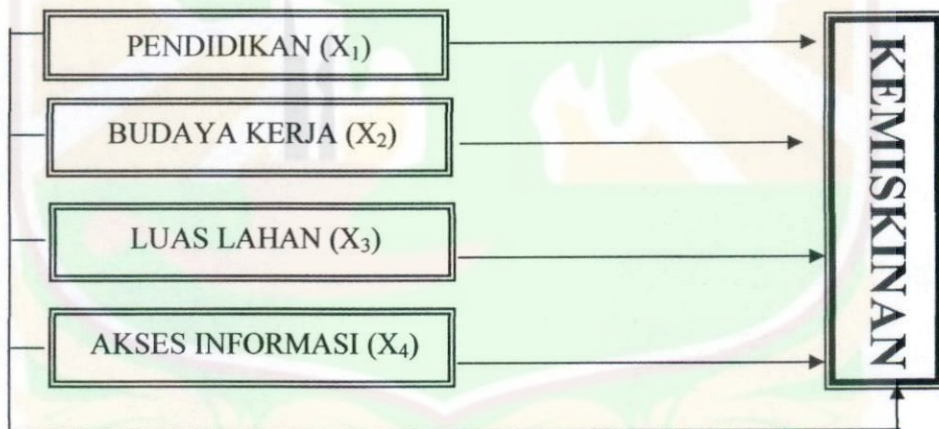 PENDIDIKAN (X₁)
BUDAYA KERJA (X₂)
LUAS LAHAN (X₃)
AKSES INFORMASI (X₄)
KEMISKINAN